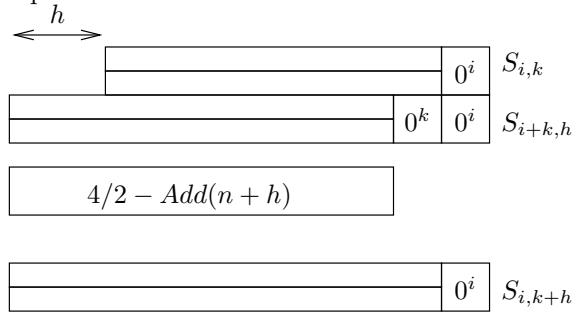 h
0^i S_{i,k}
0^k 0^i S_{i+k,h}
4/2 − Add(n + h)
0^i S_{i,k+h}